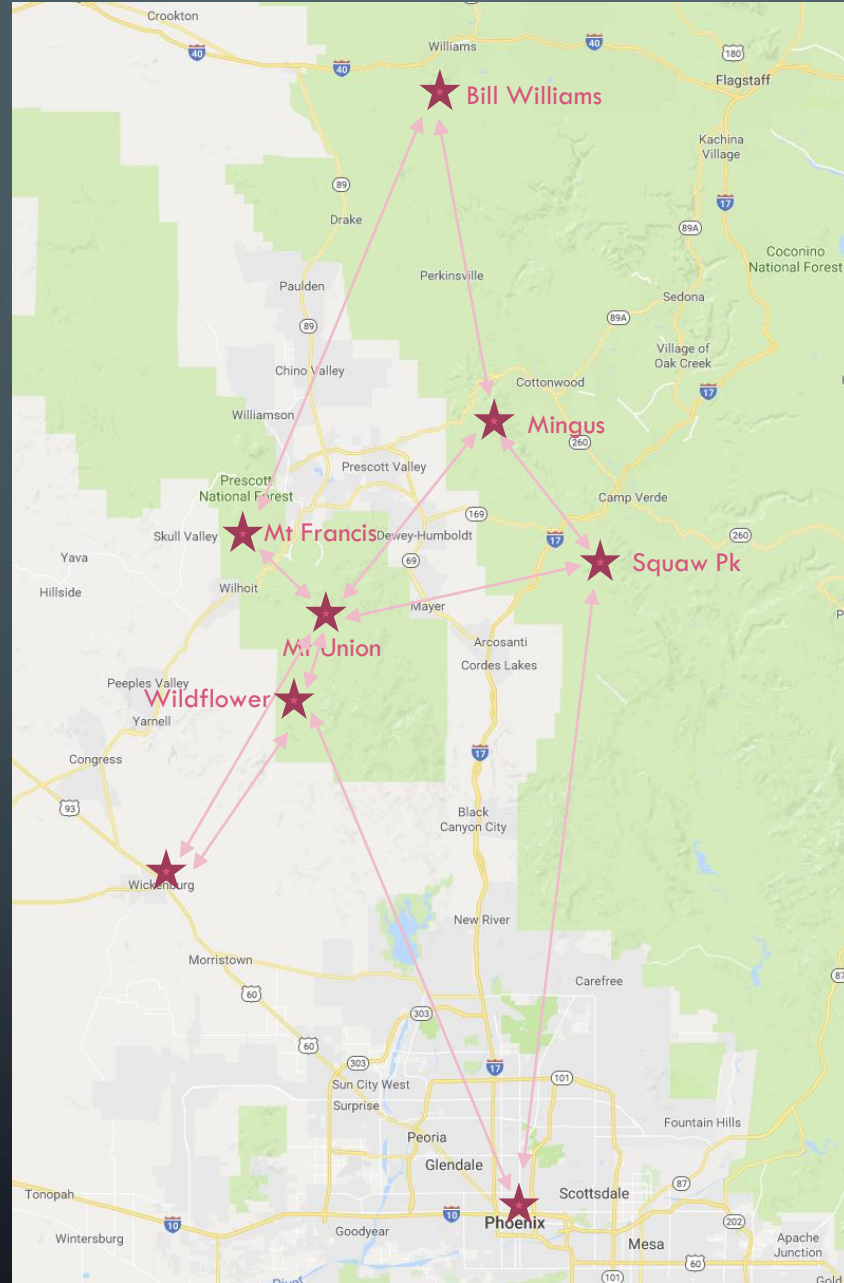 Crookton
40
Williams
40
180
Flagstaff
40
Bill Williams
Kachina
Village
89
17
Drake
89A
Coconino
National Forest
Perkinsville
Paulden
Sedona
89
89A
Village of
Oak Creek
Chino Valley
Cottonwood
17
Williamson
Mingus
260
Prescott Valley
Prescott
National Forest
Camp Verde
169
Skull Valley
Mt Francis
Dewey-Humboldt
17
260
Yava
69
Squaw Pk
Hillside
Wilhoit
Mayer
Mt Union
Arcosanti
Cordes Lakes
Peeples Valley
Wildflower
Yarnell
17
Congress
93
Black
Canyon City
Wickenburg
New River
Morristown
87
Carefree
60
303
60
303
17
101
Sun City West
Surprise
Fountain Hills
Peoria
Glendale
87
Tonopah
Scottsdale
10
10
Phoenix
202
Wintersburg
Goodyear
Mesa
Apache
Junction
60
101
River
Gold